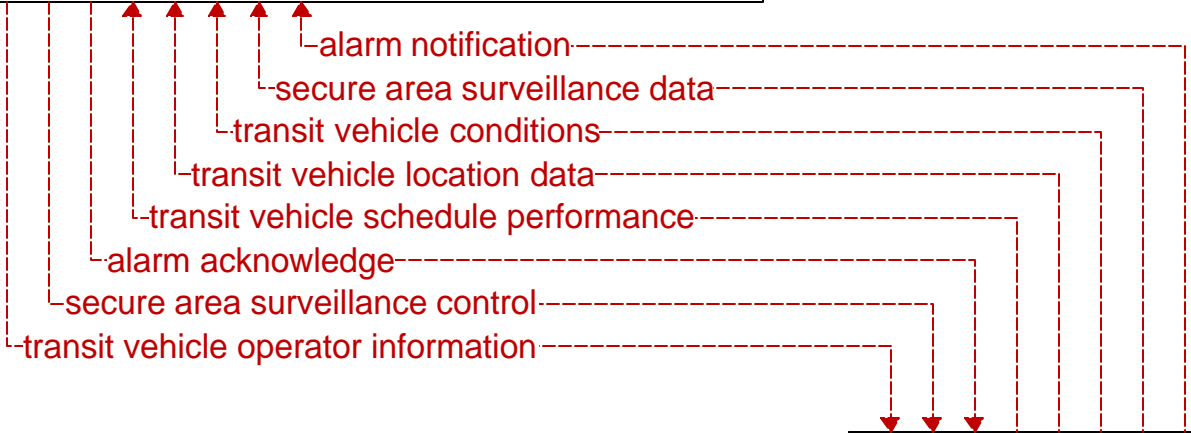 alarm notification
secure area surveillance data
transit vehicle conditions
transit vehicle location data
transit vehicle schedule performance
alarm acknowledge
secure area surveillance control
transit vehicle operator information